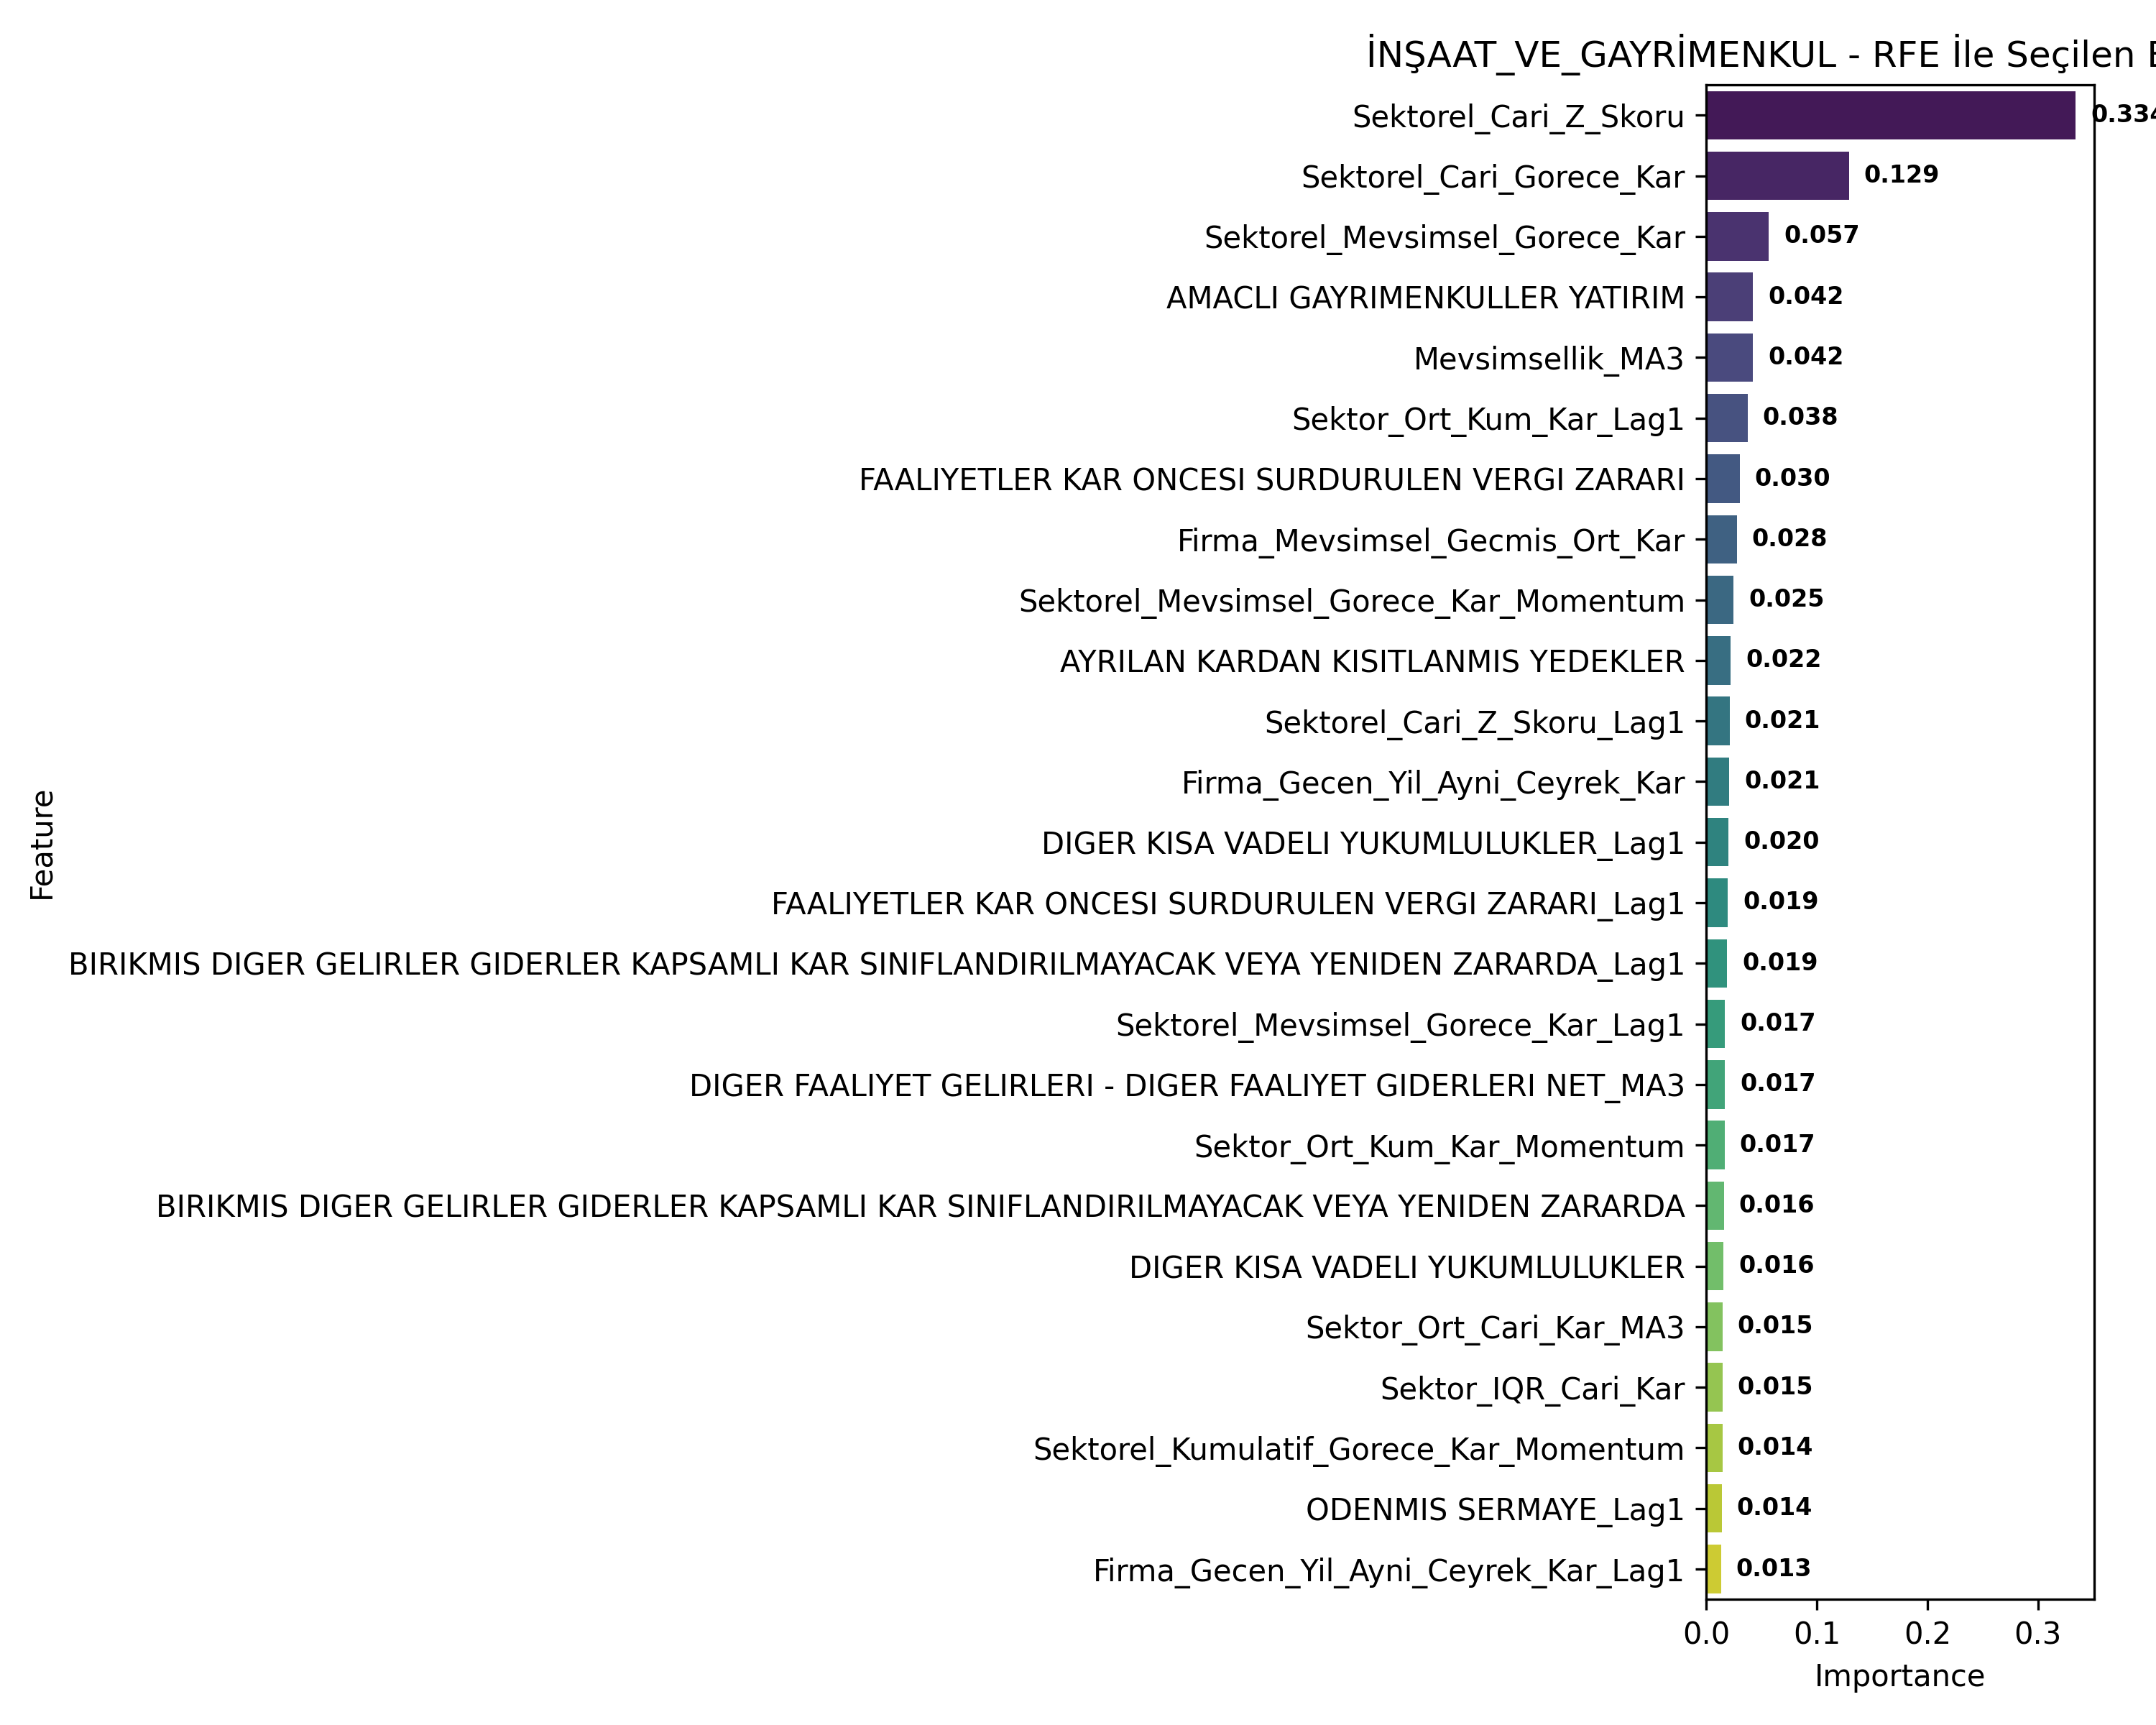 İNŞAAT_VE_GAYRİMENKUL - RFE İle Seçilen
Sektorel_Cari_Z_Skoru 0.334
Sektorel_Cari_Gorece_Kar 0.129
Sektorel_Mevsimsel_Gorece_Kar 0.057
AMACLI GAYRIMENKULLER YATIRIM 0.042
Mevsimsellik_MA3 0.042
Sektor_Ort_Kum_Kar_Lag1 0.038
FAALIYETLER KAR ONCESI SURDURULEN VERGI ZARARI 0.030
Firma_Mevsimsel_Gecmis_Ort_Kar 0.028
Sektorel_Mevsimsel_Gorece_Kar_Momentum 0.025
AYRILAN KARDAN KISITLANMIS YEDEKLER 0.022
Sektorel_Cari_Z_Skoru_Lag1 0.021
Firma_Gecen_Yil_Ayni_Ceyrek_Kar 0.021
DIGER KISA VADELI YUKUMLULUKLER_Lag1 0.020
FAALIYETLER KAR ONCESI SURDURULEN VERGI ZARARI_Lag1 0.019
BIRIKMIS DIGER GELIRLER GIDERLER KAPSAMLI KAR SINIFLANDIRILMAYACAK VEYA YENIDEN ZARARDA_Lag1 0.019
Sektorel_Mevsimsel_Gorece_Kar_Lag1 0.017
DIGER FAALIYET GELIRLERI - DIGER FAALIYET GIDERLERI NET_MA3 0.017
Sektor_Ort_Kum_Kar_Momentum 0.017
BIRIKMIS DIGER GELIRLER GIDERLER KAPSAMLI KAR SINIFLANDIRILMAYACAK VEYA YENIDEN ZARARDA 0.016
DIGER KISA VADELI YUKUMLULUKLER 0.016
Sektor_Ort_Cari_Kar_MA3 0.015
Sektor_IQR_Cari_Kar 0.015
Sektorel_Kumulatif_Gorece_Kar_Momentum 0.014
ODENMIS SERMAYE_Lag1 0.014
Firma_Gecen_Yil_Ayni_Ceyrek_Kar_Lag1 0.013
0.0 0.1 0.2 0.3
Importance
Feature